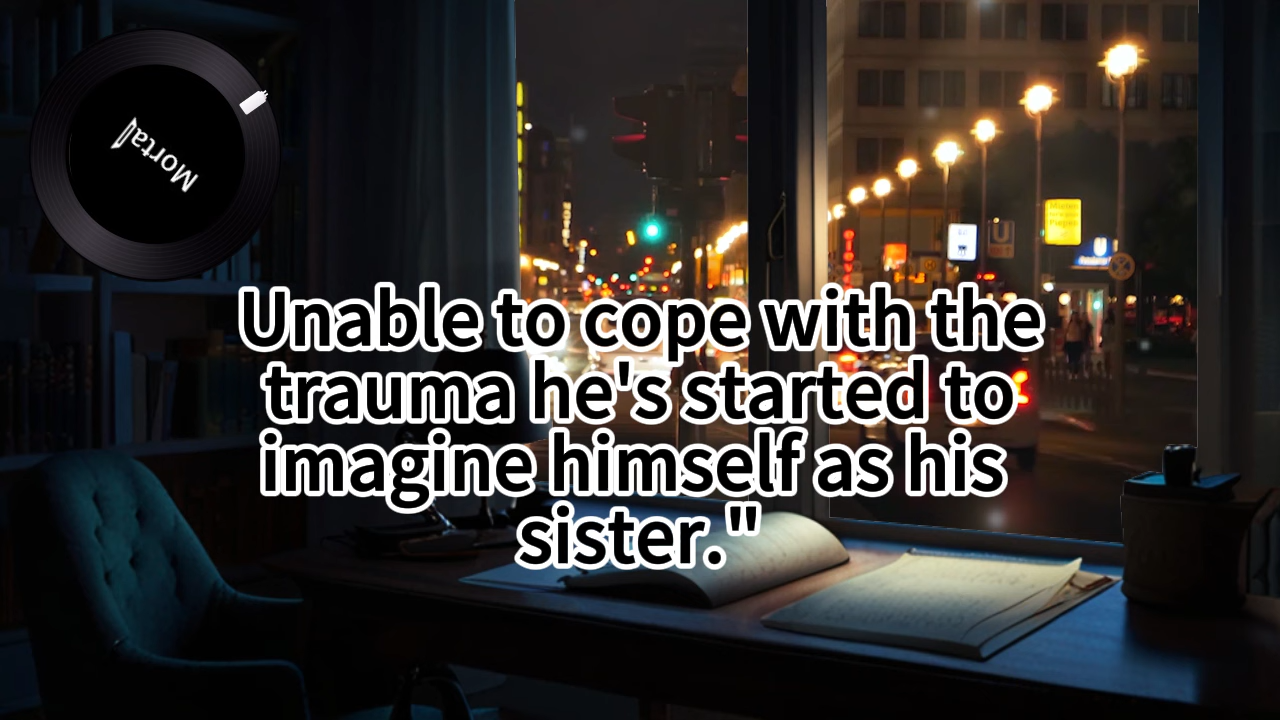 Mortal
Unable to cope with the
trauma he's started to
imagine himself as his
sister."
U
U